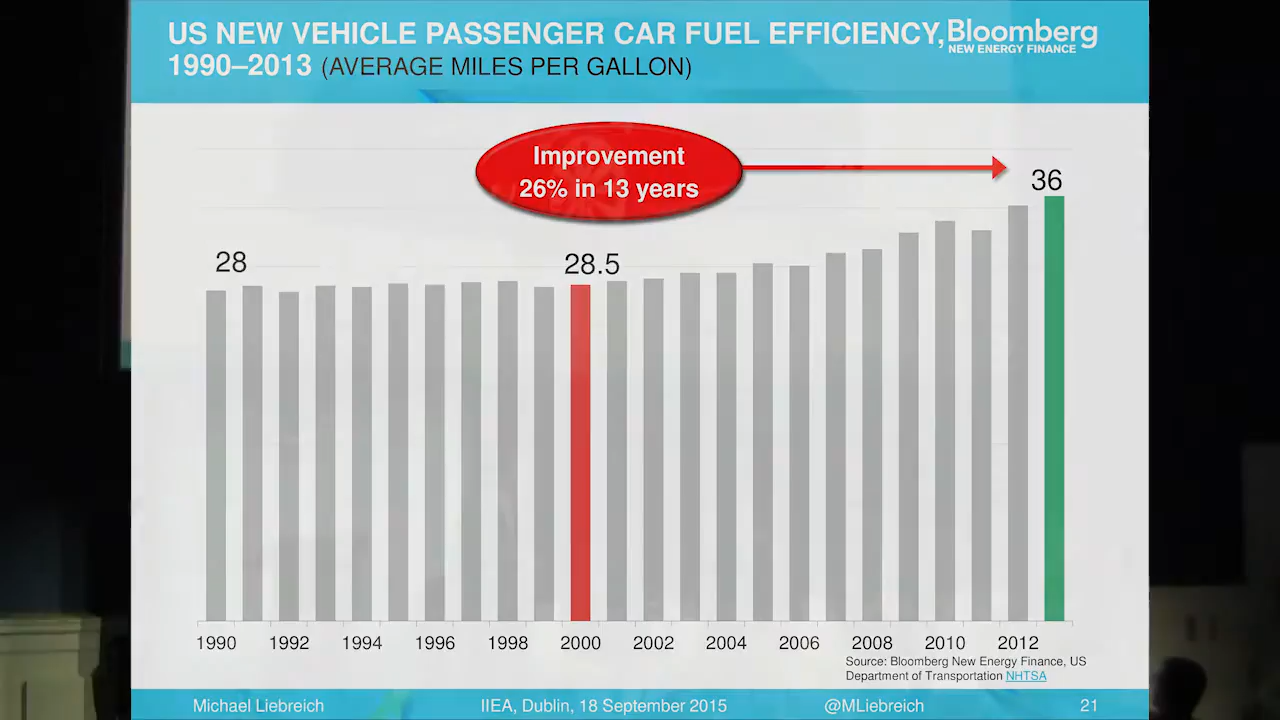 US NEW VEHICLE PASSENGER CAR FUEL EFFICIENCY,
1990–2013 (AVERAGE MILES PER GALLON)
Bloomberg
NEW ENERGY FINANCE
Improvement
26% in 13 years
36
28
28.5
1990 1992 1994 1996 1998 2000 2002 2004 2006 2008 2010 2012
Source: Bloomberg New Energy Finance, US
Department of Transportation NHTSA
Michael Liebreich IIEA, Dublin, 18 September 2015 @MLiebreich 21